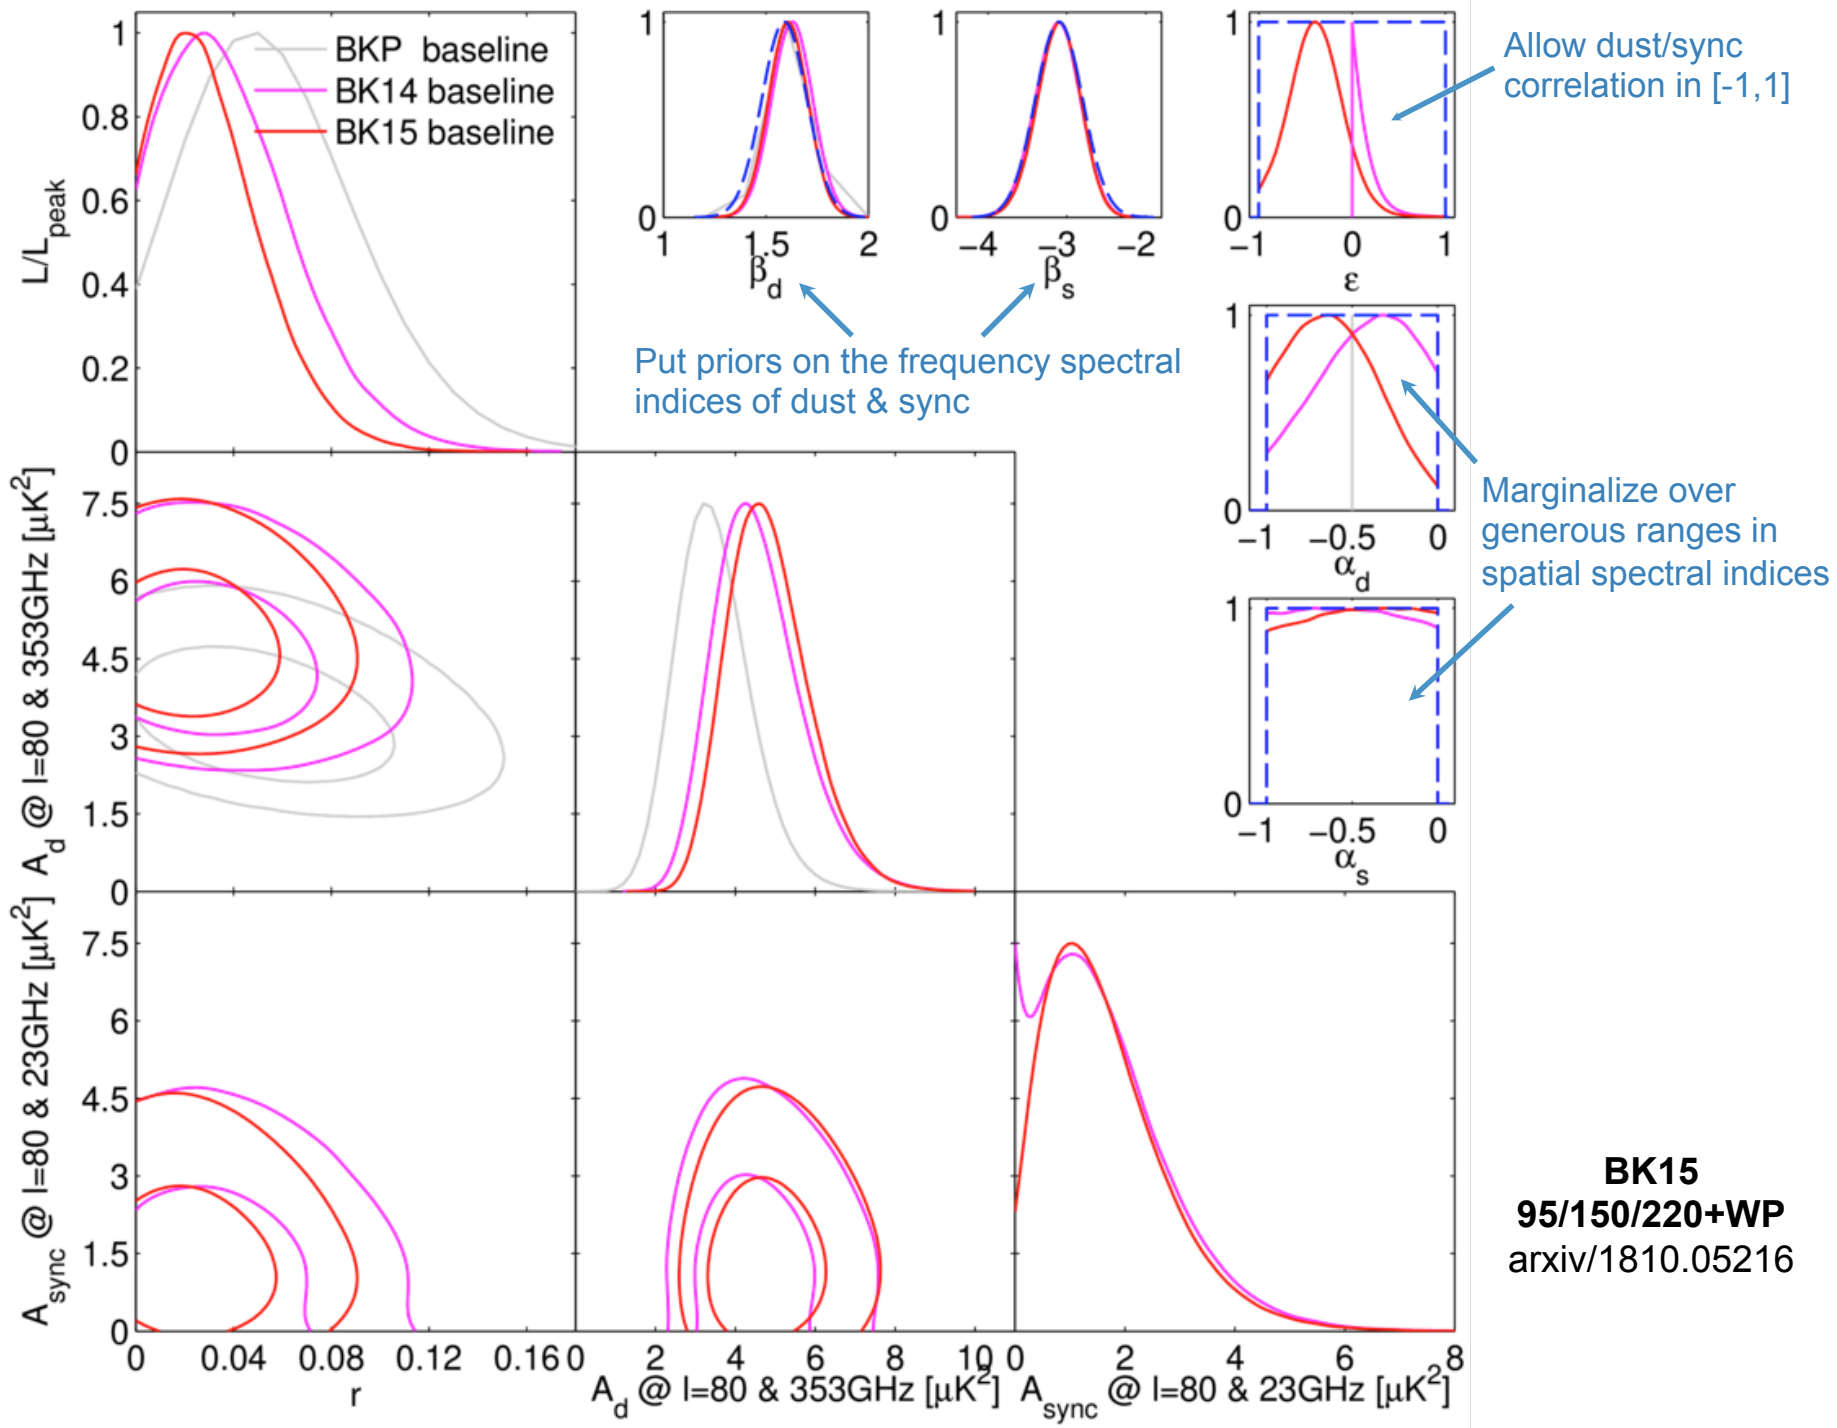 BKP baseline
BK14 baseline
BK15 baseline
L/L_peak
1
0.8
0.6
0.4
0.2
0
1
0
1
1.5
2
β_d
1
0
−4
−3
−2
β_s
1
0
−1
0
1
ε
Allow dust/sync
correlation in [-1,1]
Put priors on the frequency spectral
indices of dust & sync
1
0
−1
−0.5
0
α_d
Marginalize over
generous ranges in
spatial spectral indices
1
0
−1
−0.5
0
α_s
A_d @ l=80 & 353GHz [μK²]
7.5
6
4.5
3
1.5
0
A_sync @ l=80 & 23GHz [μK²]
7.5
6
4.5
3
1.5
0
0
0.04
0.08
0.12
0.16
r
0
2
4
6
8
10
A_d @ l=80 & 353GHz [μK²]
0
2
4
6
8
A_sync @ l=80 & 23GHz [μK²]
BK15
95/150/220+WP
arxiv/1810.05216